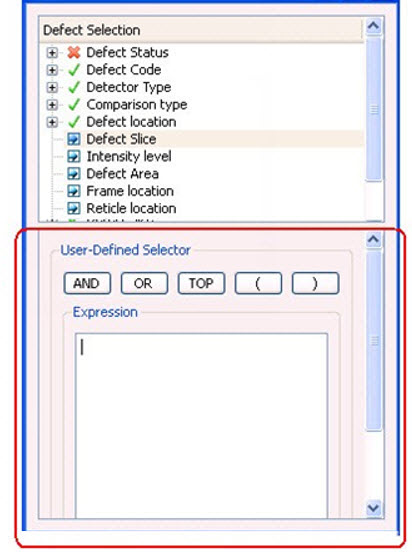 Defect Selection
Defect Status
Defect Code
Detector Type
Comparison type
Defect location
Defect Slice
Intensity level
Defect Area
Frame location
Reticle location
User-Defined Selector
AND OR TOP ( )
Expression